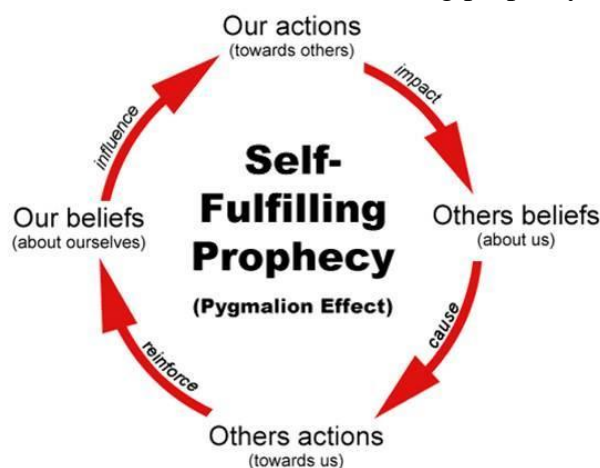 Our actions
(towards others)
impact
Others beliefs
(about us)
cause
Others actions
(towards us)
reinforce
Our beliefs
(about ourselves)
influence
Self-
Fulfilling
Prophecy
(Pygmalion Effect)